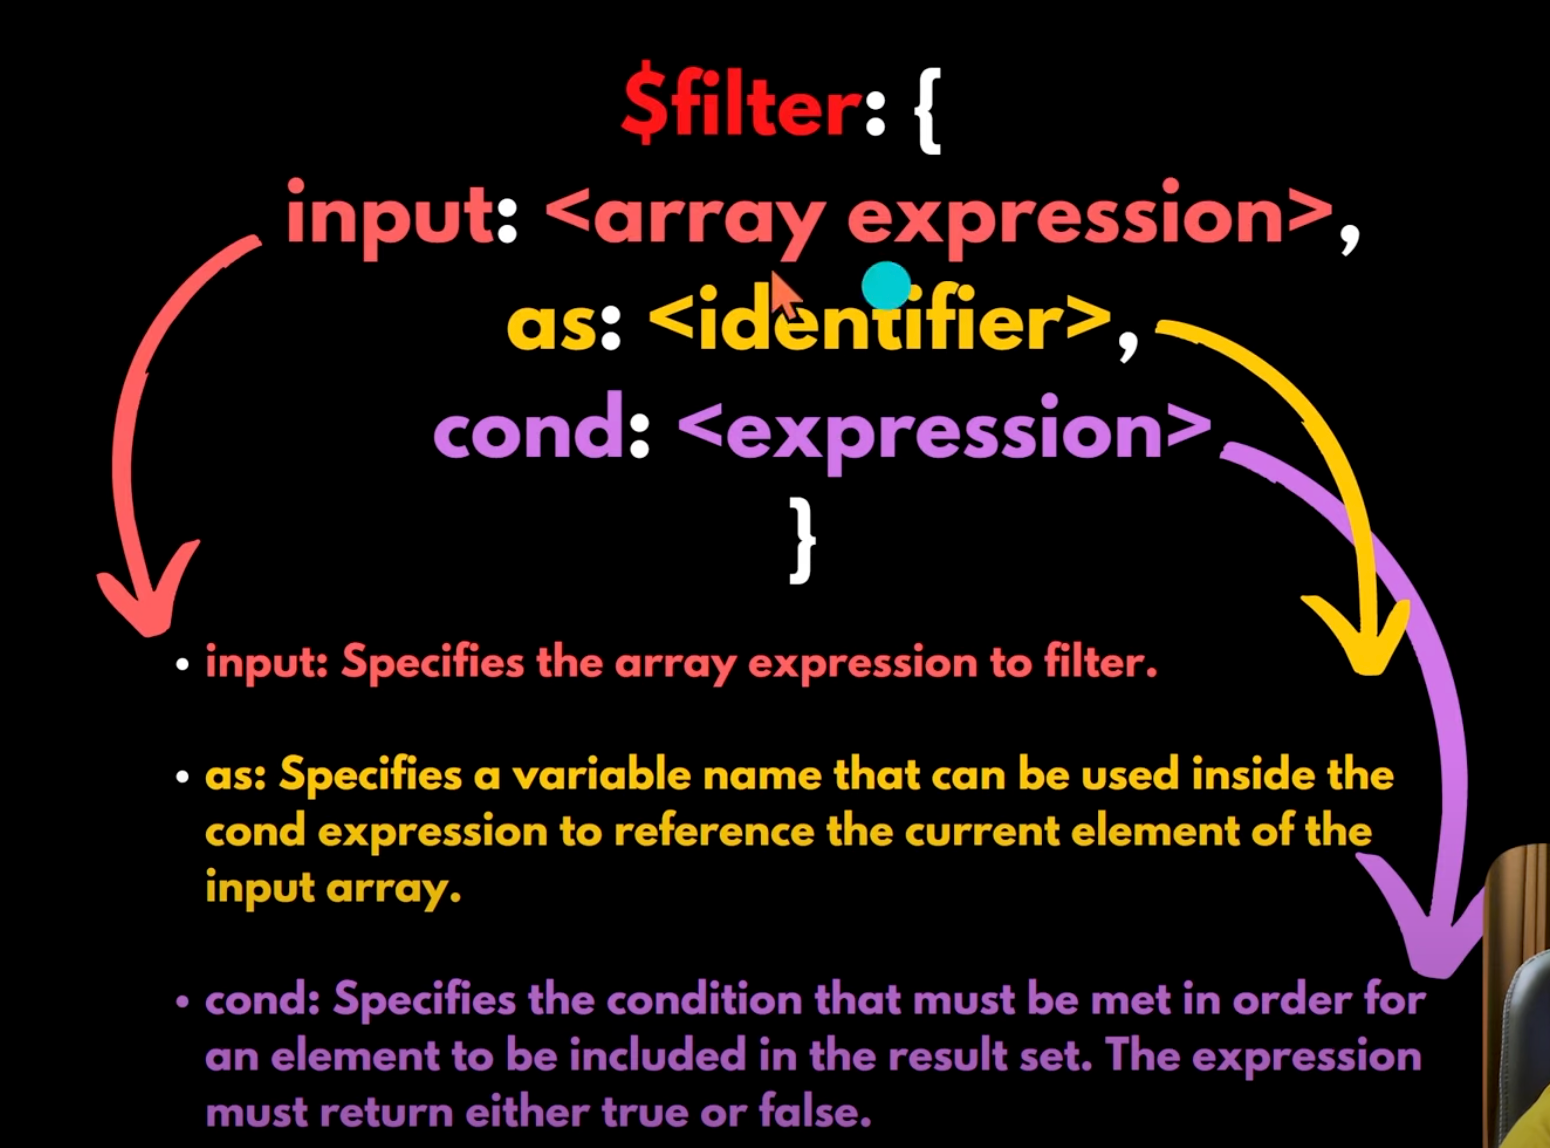 $filter: {
input: <array expression>,
as: <identifier>,
cond: <expression>
}
• input: Specifies the array expression to filter.
• as: Specifies a variable name that can be used inside the
cond expression to reference the current element of the
input array.
• cond: Specifies the condition that must be met in order for
an element to be included in the result set. The expression
must return either true or false.